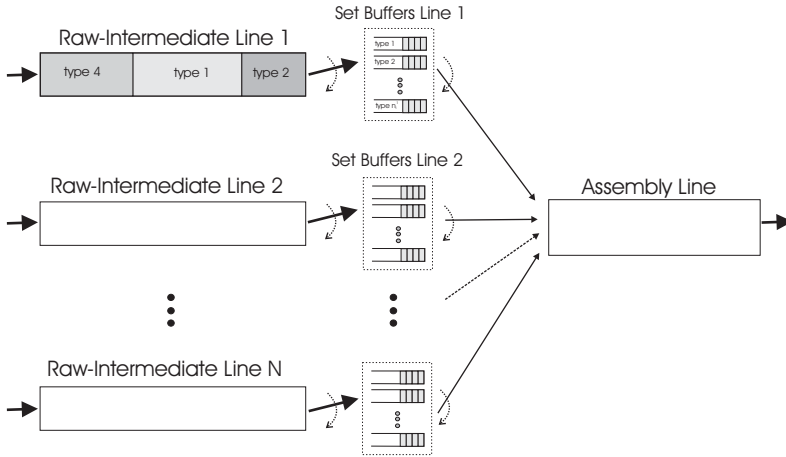 Set Buffers Line 1
Raw-Intermediate Line 1
type 4
type 1
type 2
type 1
type 2
Set Buffers Line 2
Raw-Intermediate Line 2
Assembly Line
Raw-Intermediate Line N